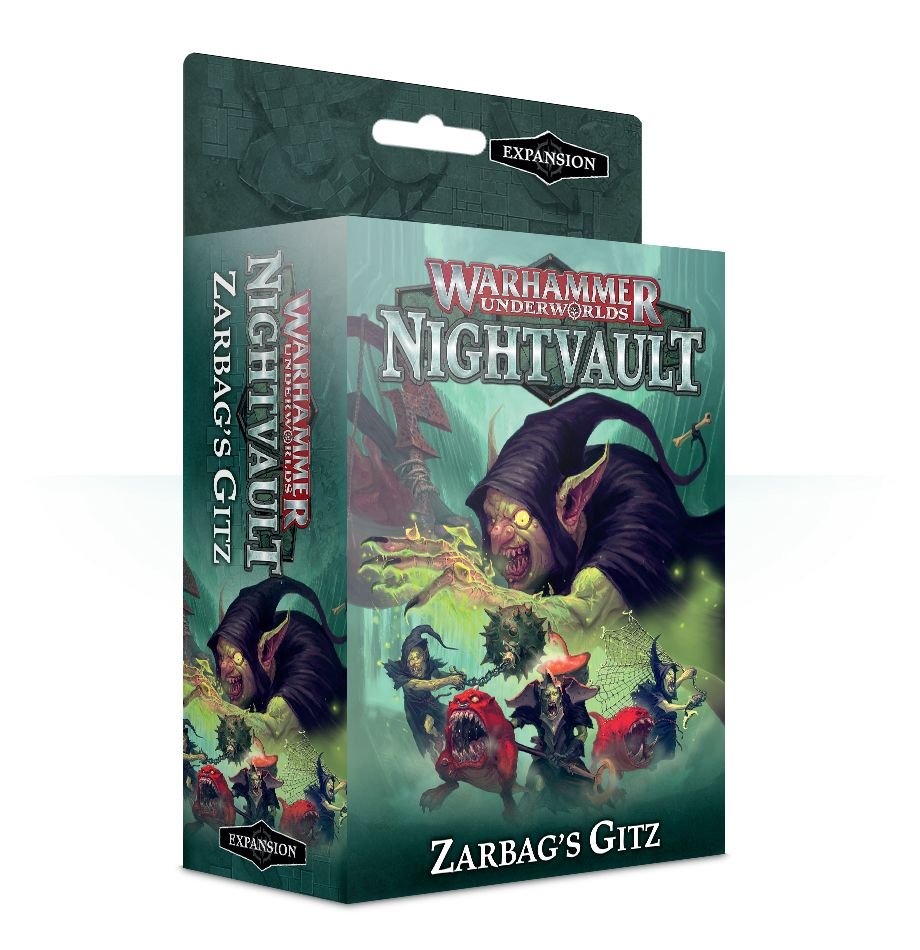 EXPANSION
WARHAMMER
UNDERWORLDS
NIGHTVAULT
ZARBAG'S GITZ
WARHAMMER
UNDERWORLDS
NIGHTVAULT
ZARBAG'S GITZ
EXPANSION